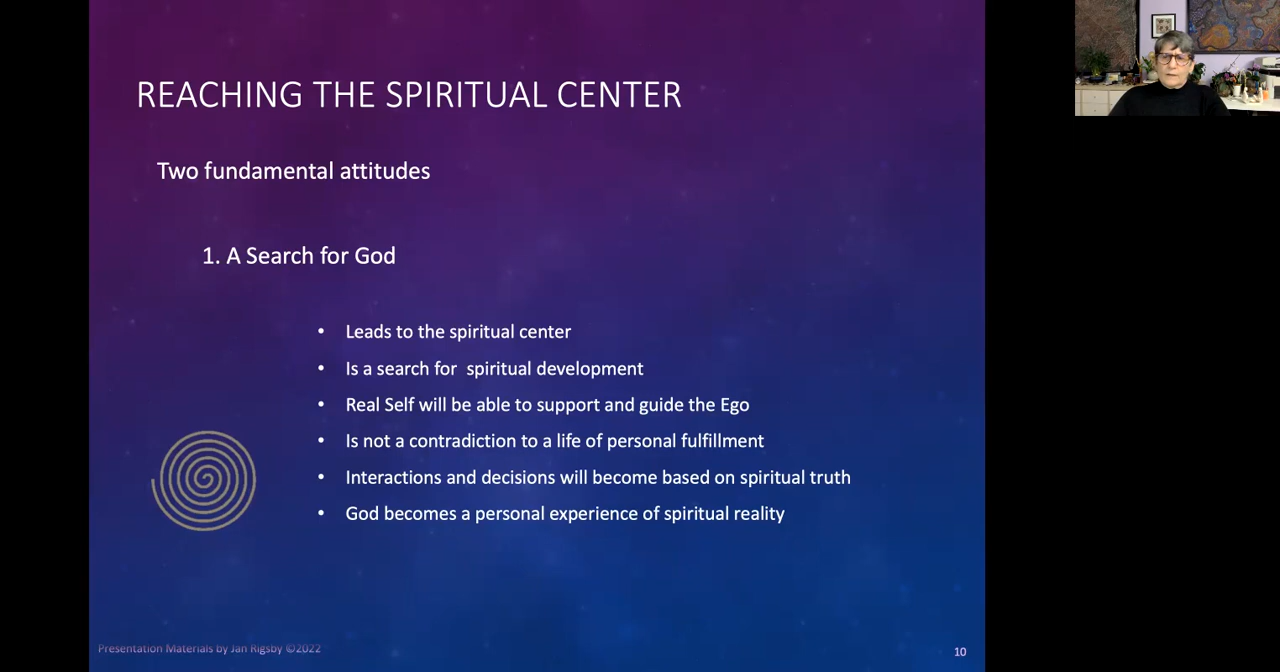 REACHING THE SPIRITUAL CENTER
Two fundamental attitudes
1. A Search for God
• Leads to the spiritual center
• Is a search for  spiritual development
• Real Self will be able to support and guide the Ego
• Is not a contradiction to a life of personal fulfillment
• Interactions and decisions will become based on spiritual truth
• God becomes a personal experience of spiritual reality
Presentation Materials by Jan Rigsby ©2022
10